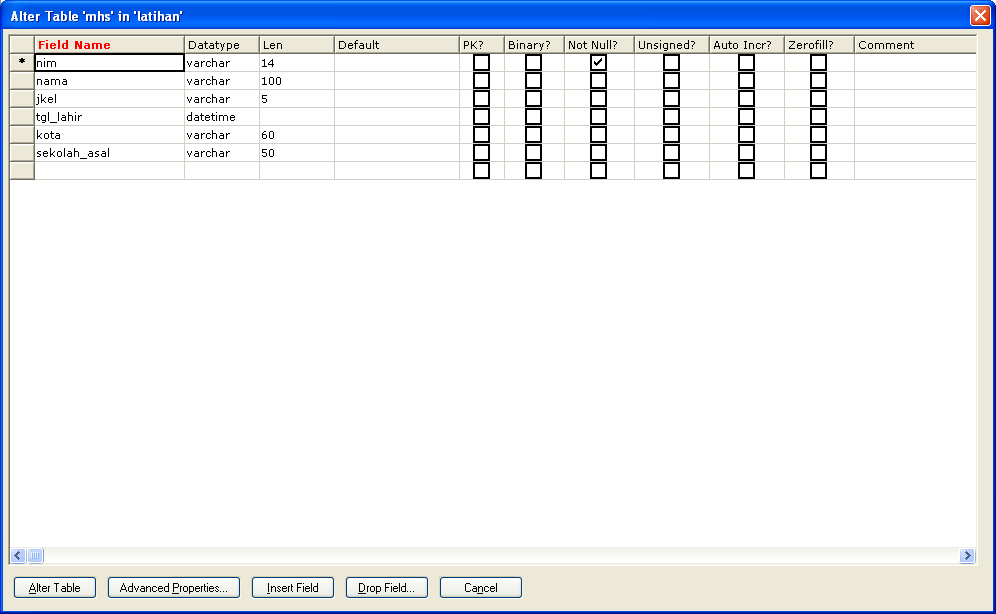 Alter Table 'mhs' in 'latihan'
Field Name Datatype Len Default PK? Binary? Not Null? Unsigned? Auto Incr? Zerofill? Comment
* nim varchar 14
nama varchar 100
jkel varchar 5
tgl_lahir datetime
kota varchar 60
sekolah_asal varchar 50
Alter Table Advanced Properties... Insert Field Drop Field... Cancel